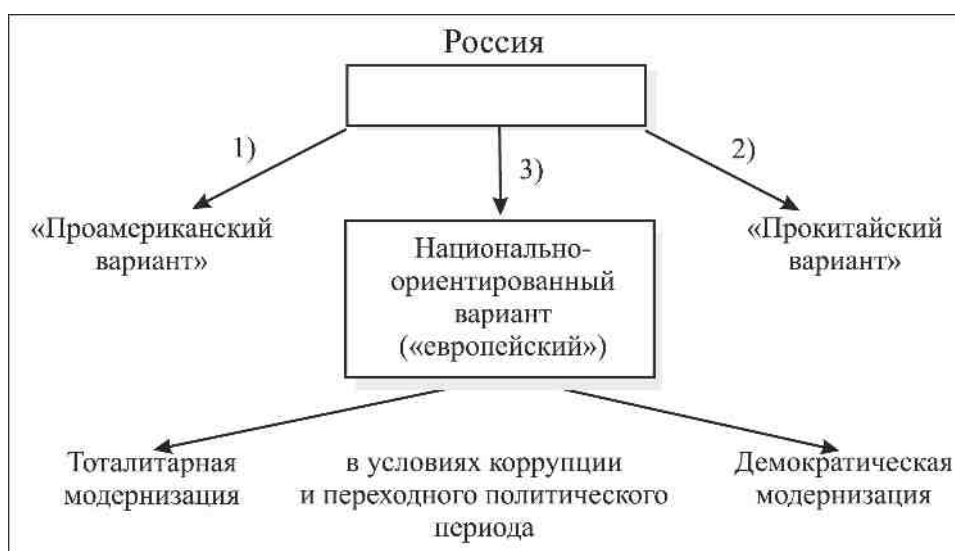 Россия
1)
3)
2)
«Проамериканский
вариант»
Национально-
ориентированный
вариант
(«европейский»)
«Прокитайский
вариант»
Тоталитарная
модернизация
в условиях коррупции
и переходного политического
периода
Демократическая
модернизация